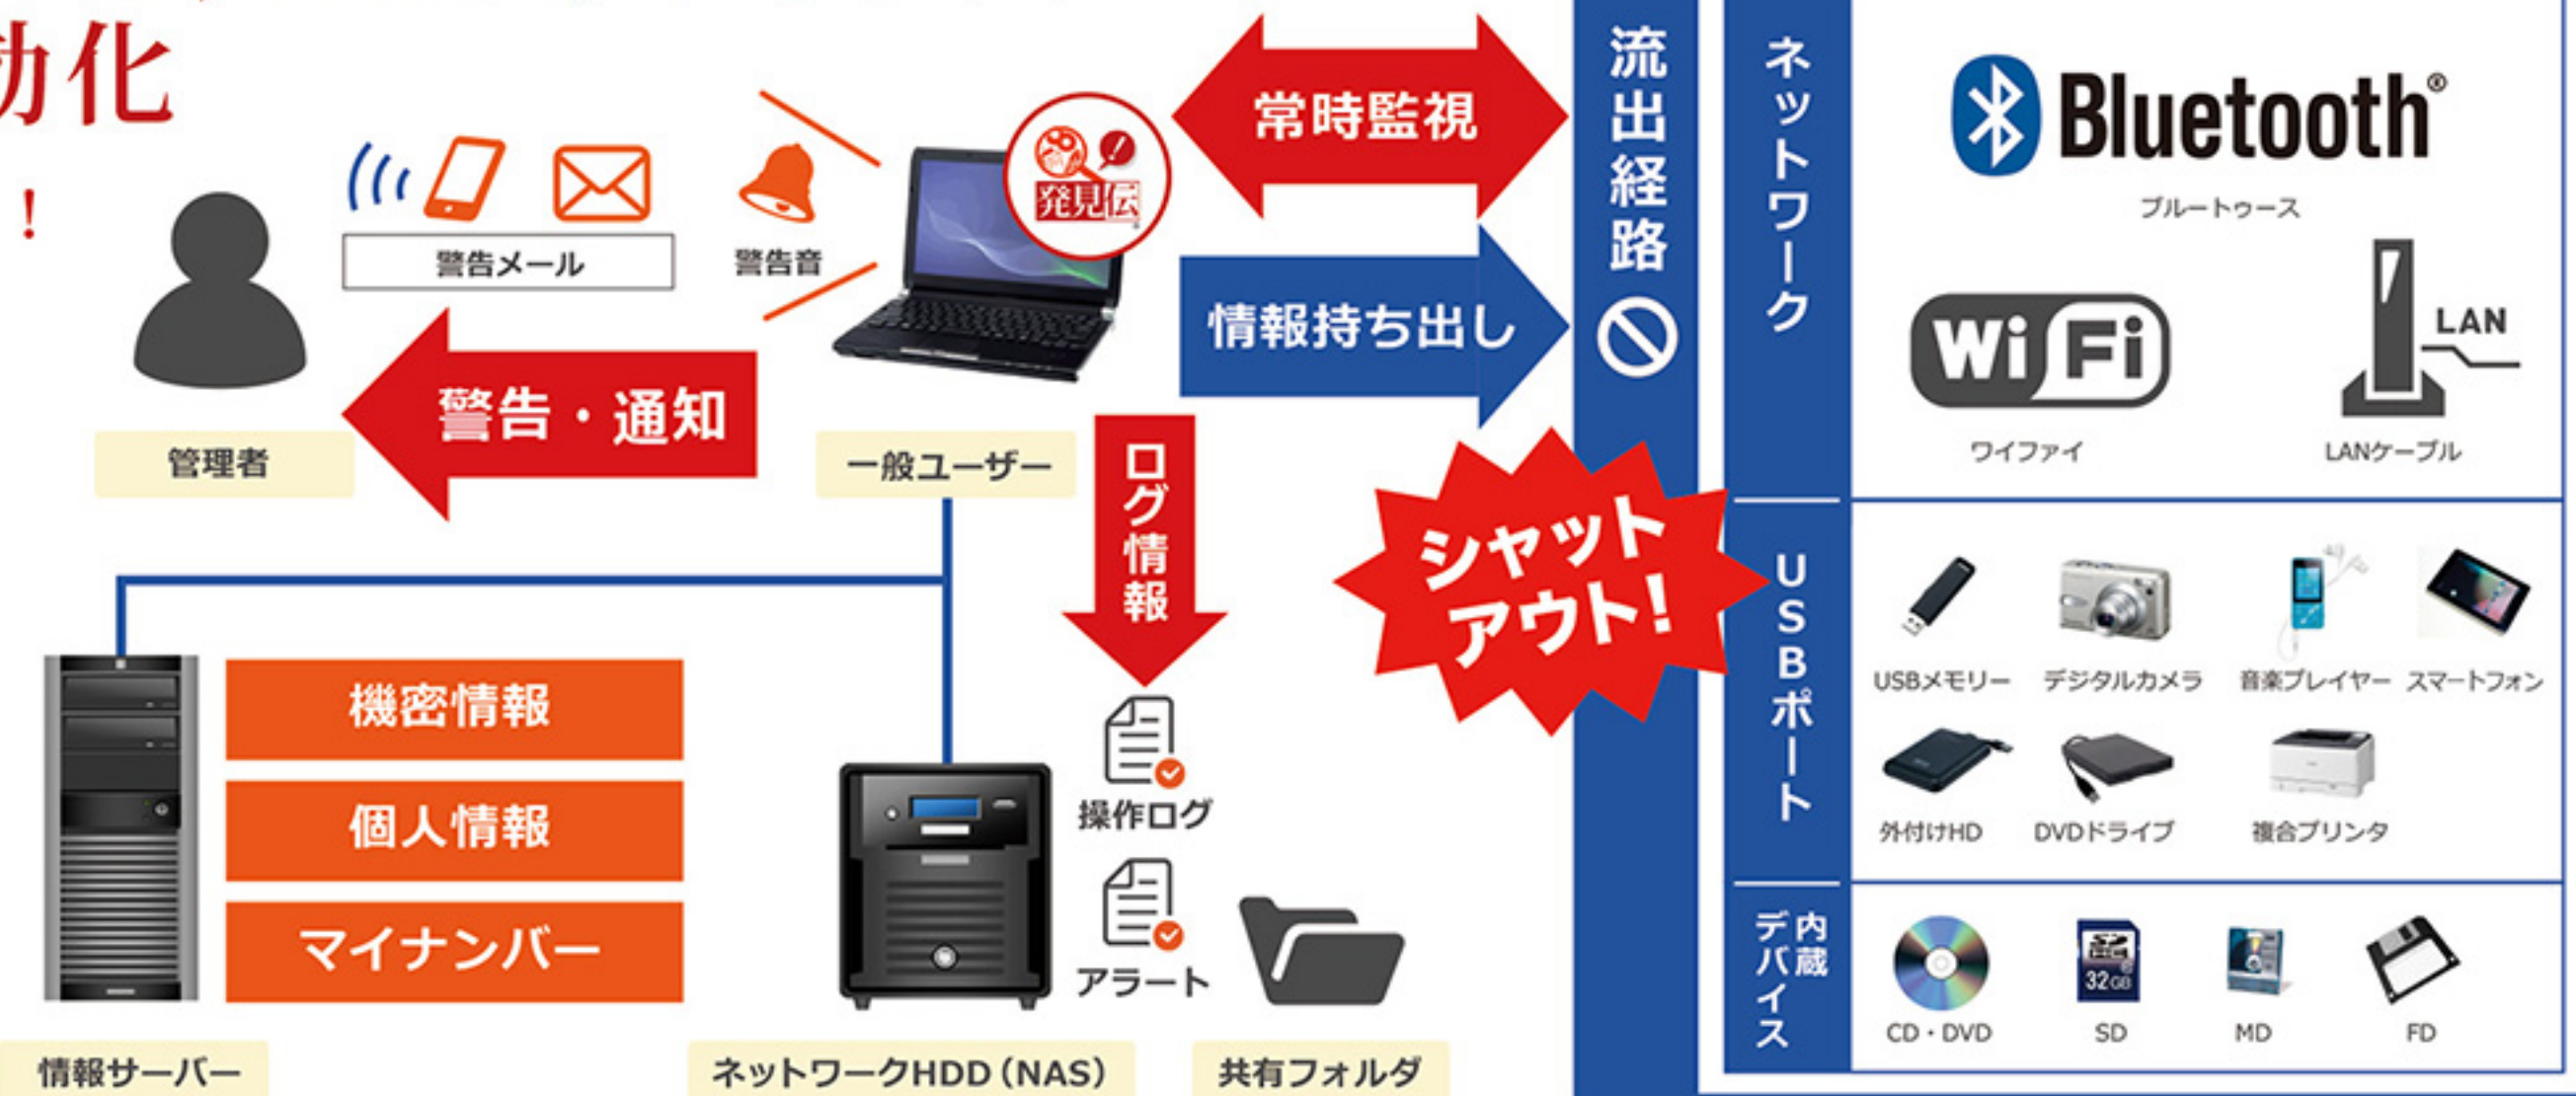 動化
！
警告メール
警告音
発見伝
常時監視
情報持ち出し
警告・通知
管理者
一般ユーザー
ログ情報
機密情報
個人情報
マイナンバー
操作ログ
アラート
情報サーバー
ネットワークHDD（NAS）
共有フォルダ
流出経路
シャット
アウト!
ネットワーク
Bluetooth®
ブルートゥース
WiFi
ワイファイ
LAN
LANケーブル
USBポート
USBメモリー
デジタルカメラ
音楽プレイヤー
スマートフォン
外付けHD
DVDドライブ
複合プリンタ
内蔵
デバイス
32GB
CD・DVD
SD
MD
FD